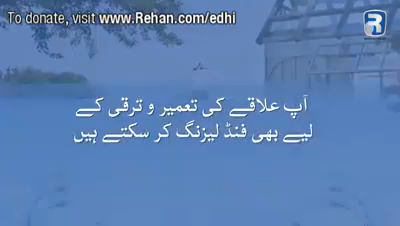 To donate, visit www.Rehan.com/edhi
آپ علاقے کی تعمیر و ترقی کے
لیے بھی فنڈ لیزنگ کر سکتے ہیں